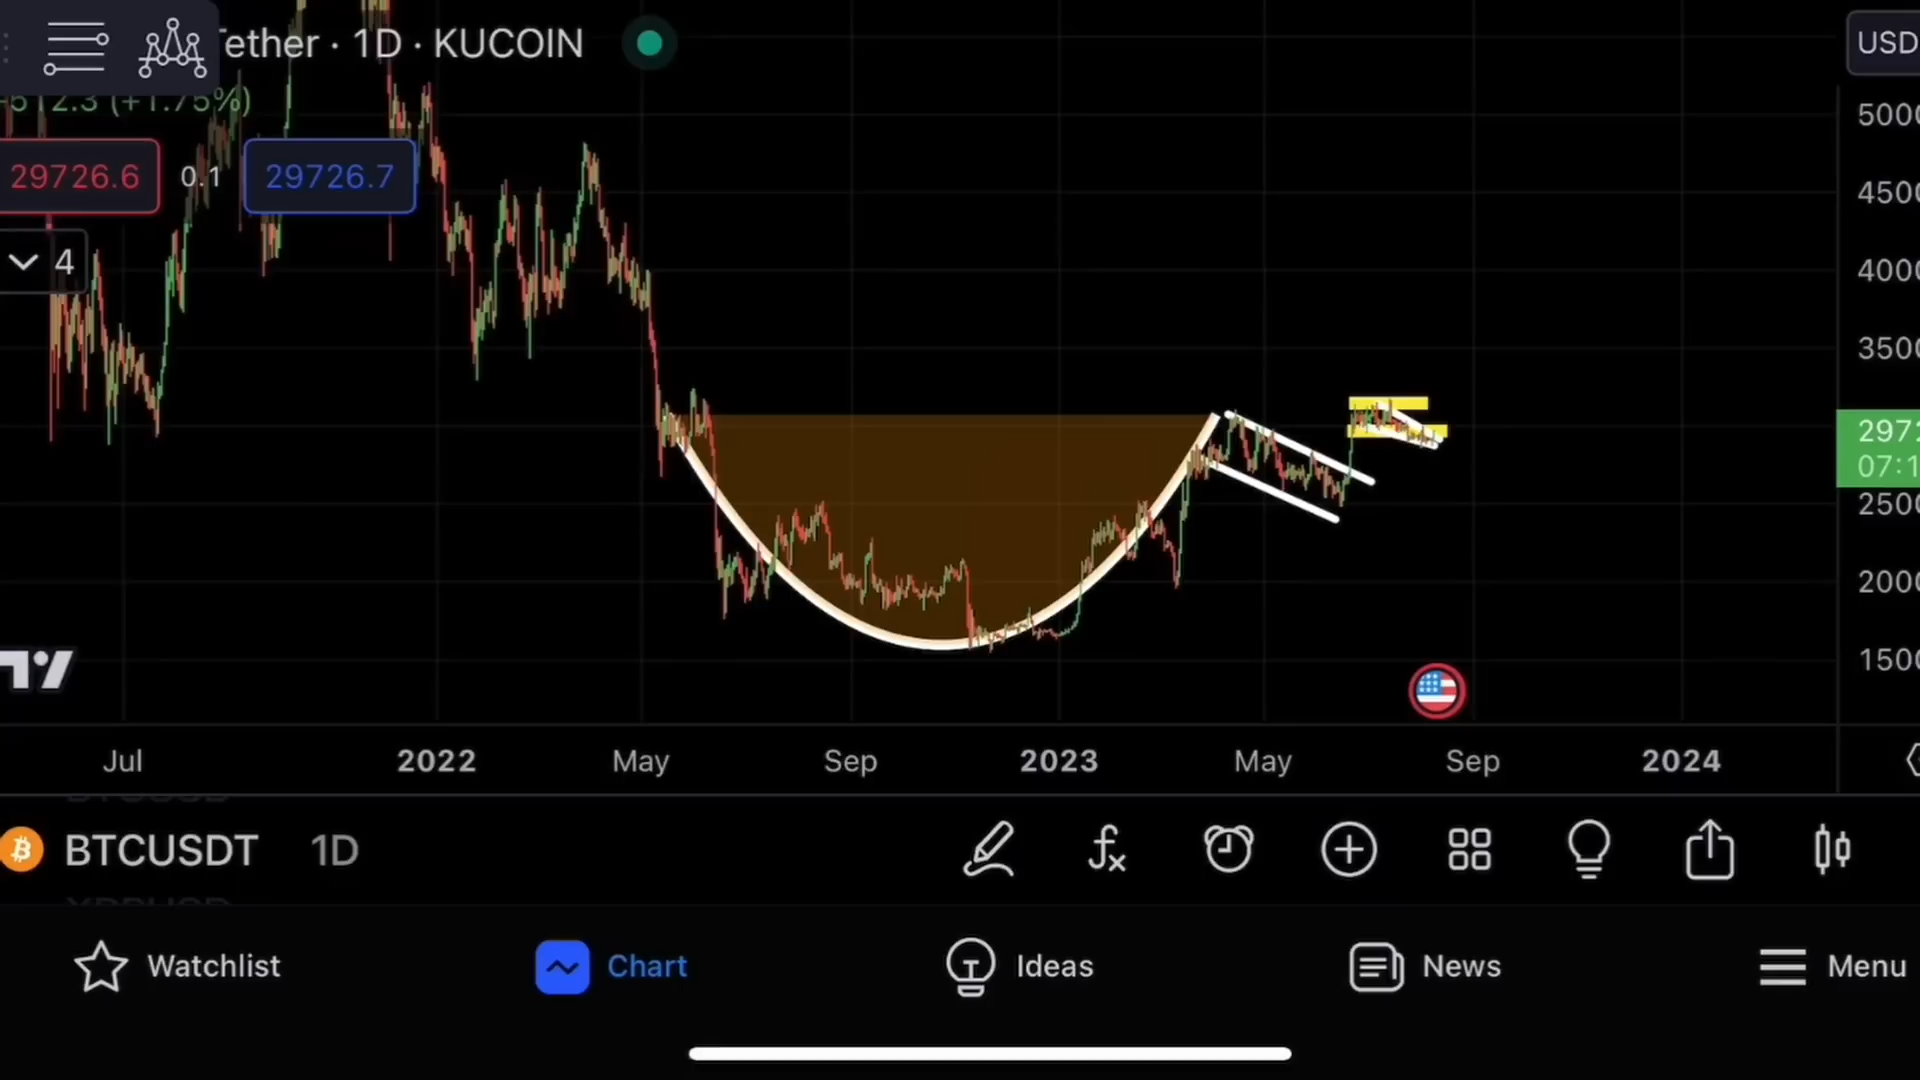 ether · 1D · KUCOIN
USD
512.3 (+1.75%)
29726.6 0.1 29726.7
4
5000
4500
4000
3500
2972
07:1
2500
2000
1500
Jul 2022 May Sep 2023 May Sep 2024
BTCUSDT 1D
Watchlist Chart Ideas News Menu